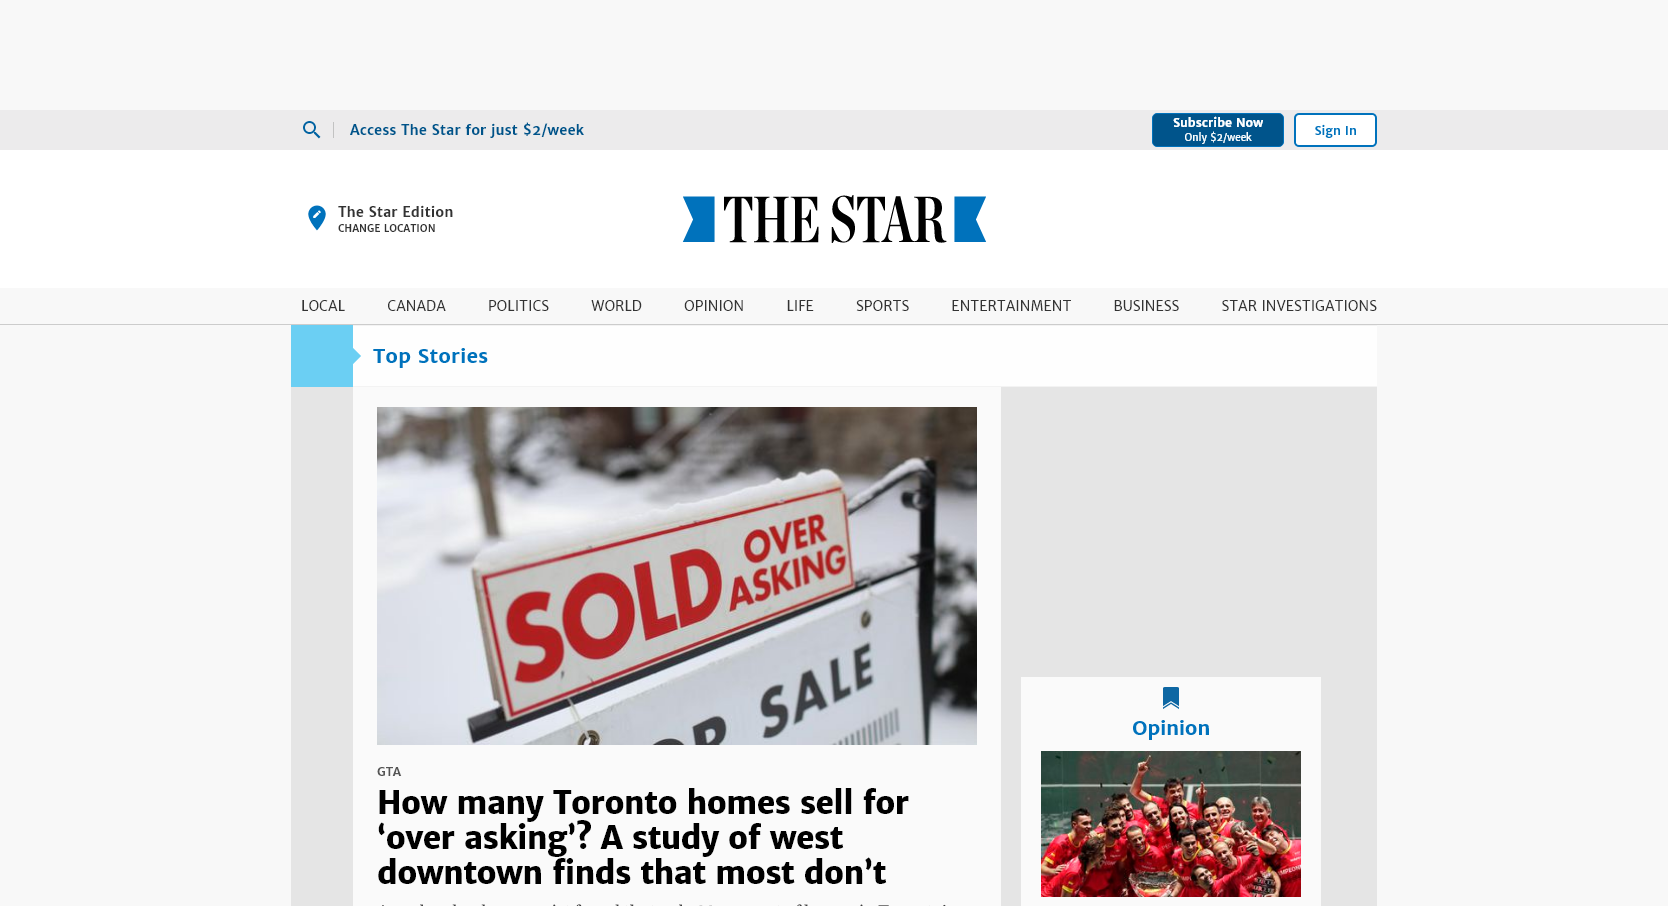 Access The Star for just $2/week
Subscribe Now
Only $2/week
Sign In
The Star Edition
CHANGE LOCATION
THE STAR
LOCAL CANADA POLITICS WORLD OPINION LIFE SPORTS ENTERTAINMENT BUSINESS STAR INVESTIGATIONS
Top Stories
SOLD OVER
ASKING
SALE
GTA
How many Toronto homes sell for
‘over asking’? A study of west
downtown finds that most don’t
Opinion